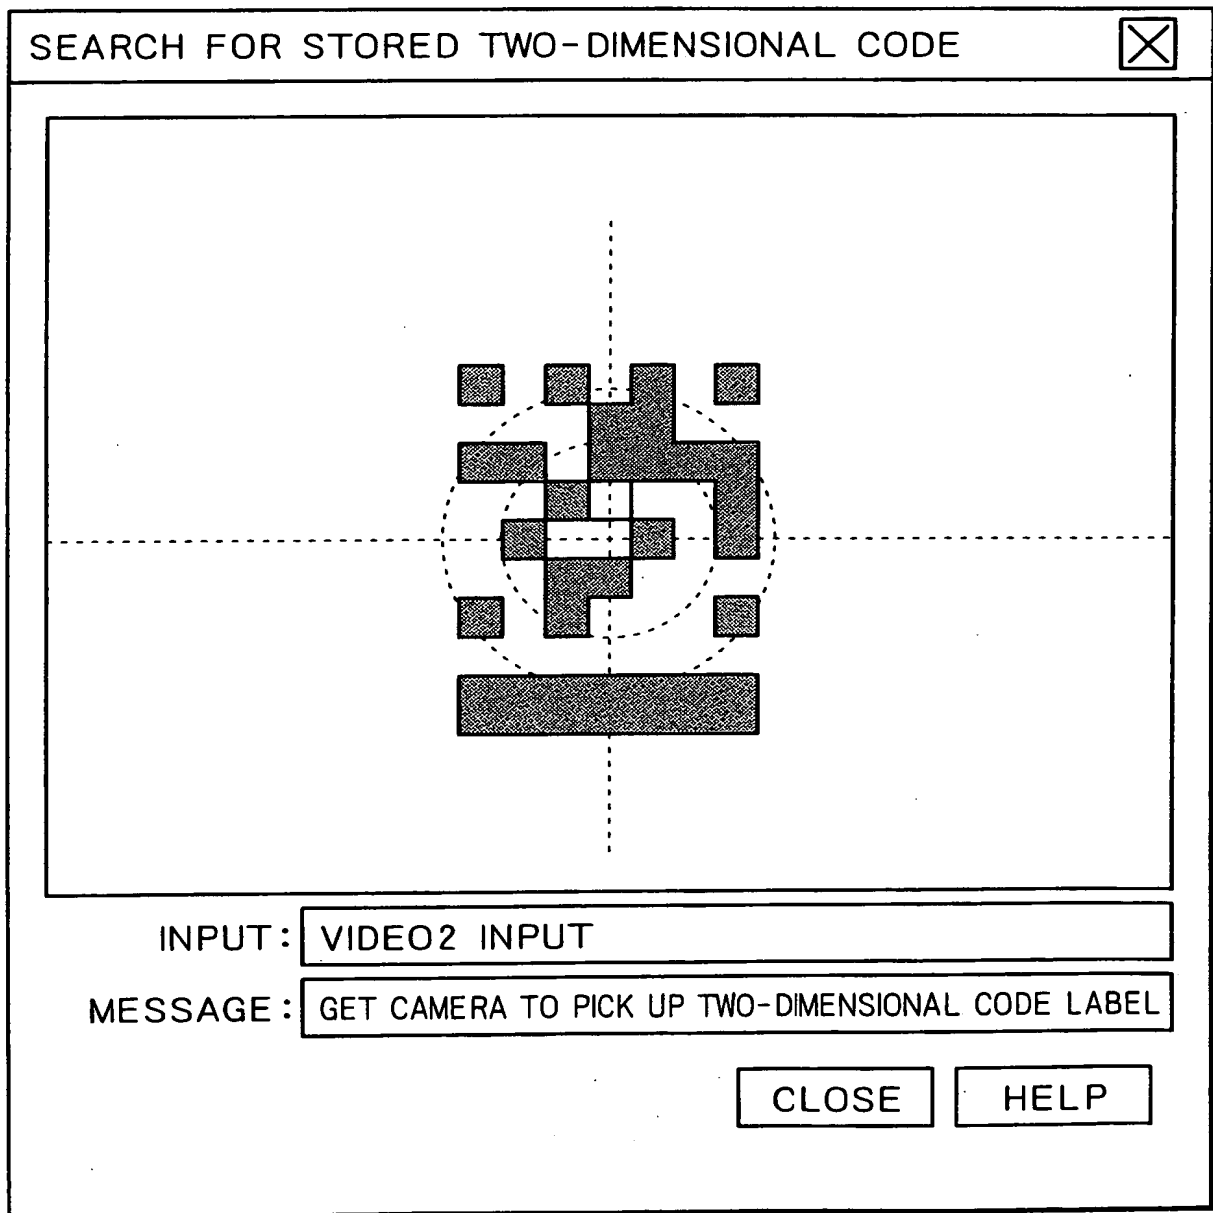 SEARCH FOR STORED TWO-DIMENSIONAL CODE
INPUT: VIDEO2 INPUT
MESSAGE: GET CAMERA TO PICK UP TWO-DIMENSIONAL CODE LABEL
CLOSE HELP